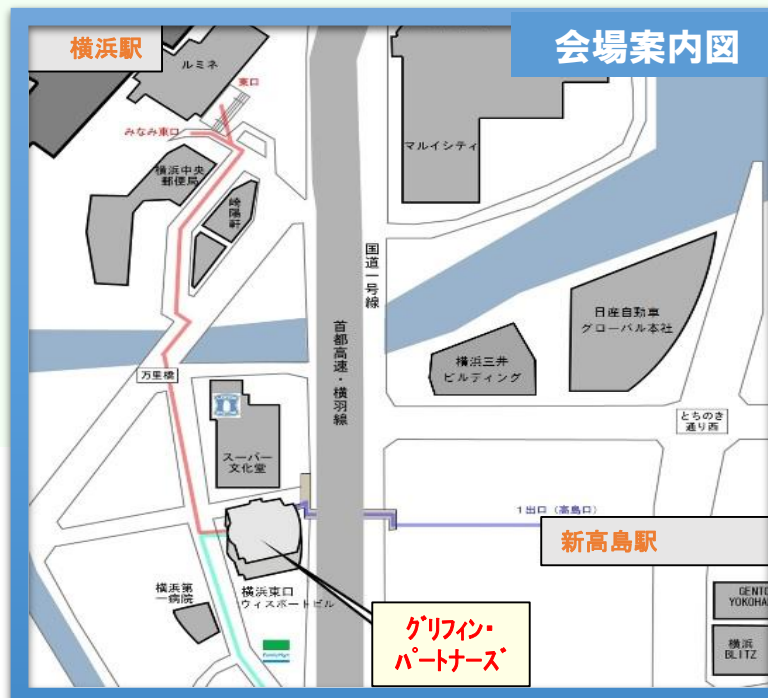 会場案内図
横浜駅
ルミネ
東口
みなみ東口
横浜中央
郵便局
崎陽軒
マルイシティ
国道一号線
首都高速・横羽線
日産自動車
グローバル本社
横浜三井
ビルディング
万里橋
とちのき
通り西
スーパー
文化堂
1出口(高島口)
新高島駅
横浜第
一病院
横浜東口
ウィスポートビル
グリフィン・
パートナーズ
GENTO
YOKOHA
横浜
BLITZ